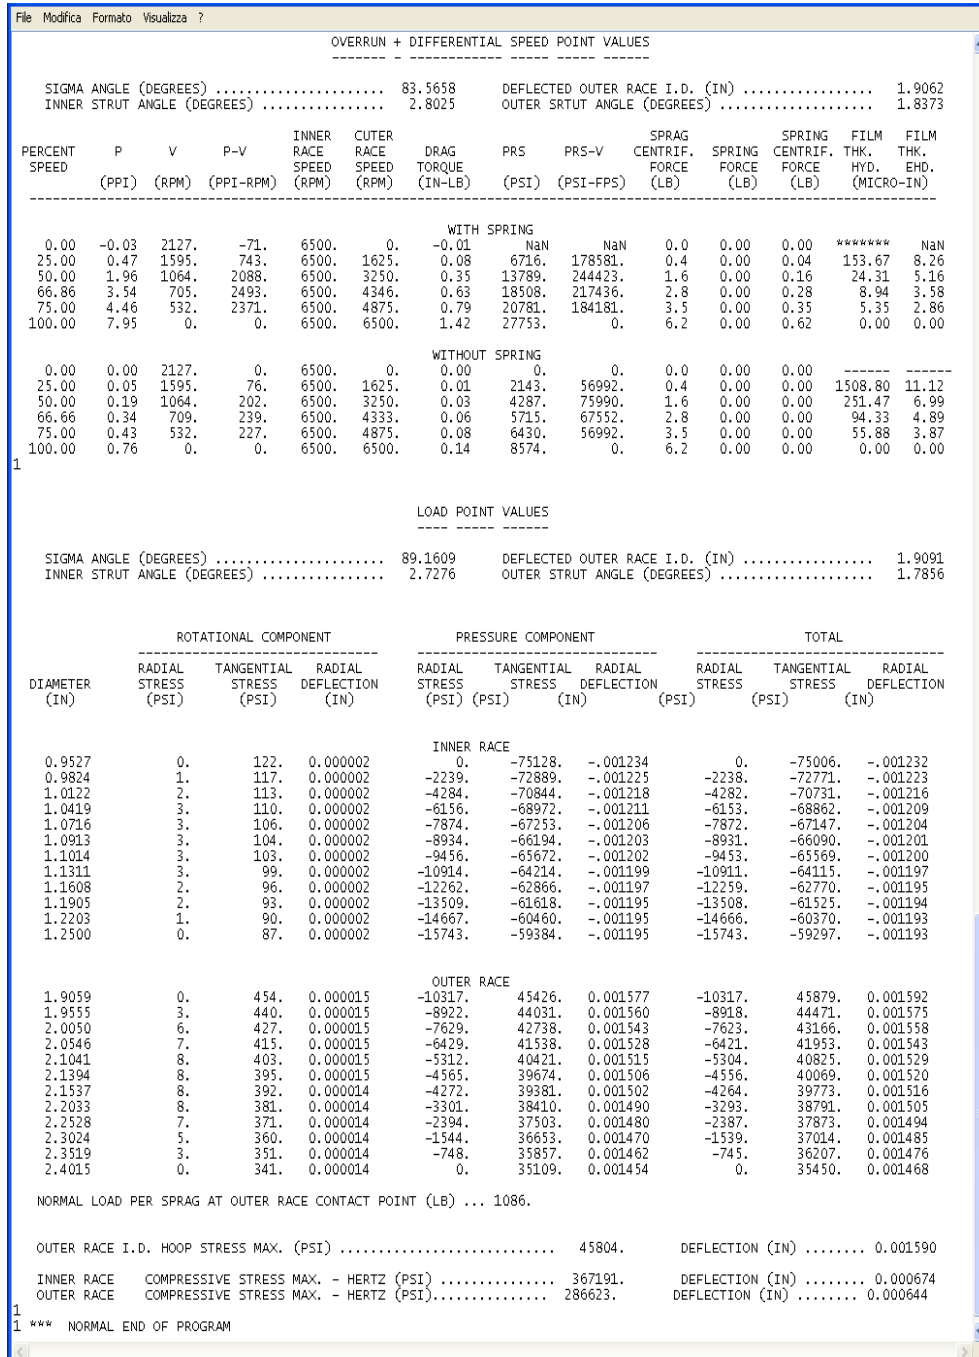 File Modifica Formato Visualizza ?
OVERRUN + DIFFERENTIAL SPEED POINT VALUES
------- - ------------ ----- ----- ------
SIGMA ANGLE (DEGREES) ...................... 83.5658 DEFLECTED OUTER RACE I.D. (IN) ................. 1.9062
INNER STRUT ANGLE (DEGREES) ................ 2.8025 OUTER SRTUT ANGLE (DEGREES) .................... 1.8373
INNER CUTER SPRAG SPRING FILM FILM
PERCENT P V P-V RACE RACE DRAG PRS PRS-V CENTRIF. SPRING CENTRIF. THK. THK.
SPEED SPEED SPEED TORQUE FORCE FORCE FORCE HYD. EHD.
(PPI) (RPM) (PPI-RPM) (RPM) (RPM) (IN-LB) (PSI) (PSI-FPS) (LB) (LB) (LB) (MICRO-IN)
WITH SPRING
0.00 -0.03 2127. -71. 6500. 0. -0.01 NaN NaN 0.0 0.00 0.00 ******* NaN
25.00 0.47 1595. 743. 6500. 1625. 0.08 6716. 178581. 0.4 0.00 0.04 153.67 8.26
50.00 1.96 1064. 2088. 6500. 3250. 0.35 13789. 244423. 1.6 0.00 0.16 24.31 5.16
66.86 3.54 705. 2493. 6500. 4346. 0.63 18508. 217436. 2.8 0.00 0.28 8.94 3.58
75.00 4.46 532. 2371. 6500. 4875. 0.79 20781. 184181. 3.5 0.00 0.35 5.35 2.86
100.00 7.95 0. 0. 6500. 6500. 1.42 27753. 0. 6.2 0.00 0.62 0.00 0.00
WITHOUT SPRING
0.00 0.00 2127. 0. 6500. 0. 0.00 0. 0. 0.0 0.00 0.00 ------ ------
25.00 0.05 1595. 76. 6500. 1625. 0.01 2143. 56992. 0.4 0.00 0.00 1508.80 11.12
50.00 0.19 1064. 202. 6500. 3250. 0.03 4287. 75990. 1.6 0.00 0.00 251.47 6.99
66.66 0.34 709. 239. 6500. 4333. 0.06 5715. 67552. 2.8 0.00 0.00 94.33 4.89
75.00 0.43 532. 227. 6500. 4875. 0.08 6430. 56992. 3.5 0.00 0.00 55.88 3.87
100.00 0.76 0. 0. 6500. 6500. 0.14 8574. 0. 6.2 0.00 0.00 0.00 0.00
1
LOAD POINT VALUES
---- ----- ------
SIGMA ANGLE (DEGREES) ...................... 89.1609 DEFLECTED OUTER RACE I.D. (IN) ................. 1.9091
INNER STRUT ANGLE (DEGREES) ................ 2.7276 OUTER STRUT ANGLE (DEGREES) .................... 1.7856
ROTATIONAL COMPONENT PRESSURE COMPONENT TOTAL
RADIAL TANGENTIAL RADIAL RADIAL TANGENTIAL RADIAL RADIAL TANGENTIAL RADIAL
DIAMETER STRESS STRESS DEFLECTION STRESS STRESS DEFLECTION STRESS STRESS DEFLECTION
(IN) (PSI) (PSI) (IN) (PSI) (PSI) (IN) (PSI) (PSI) (IN)
INNER RACE
0.9527 0. 122. 0.000002 0. -75128. -.001234 0. -75006. -.001232
0.9824 1. 117. 0.000002 -2239. -72889. -.001225 -2238. -72771. -.001223
1.0122 2. 113. 0.000002 -4284. -70844. -.001218 -4282. -70731. -.001216
1.0419 3. 110. 0.000002 -6156. -68972. -.001211 -6153. -68862. -.001209
1.0716 3. 106. 0.000002 -7874. -67253. -.001206 -7872. -67147. -.001204
1.0913 3. 104. 0.000002 -8934. -66194. -.001203 -8931. -66090. -.001201
1.1014 3. 103. 0.000002 -9456. -65672. -.001202 -9453. -65569. -.001200
1.1311 3. 99. 0.000002 -10914. -64214. -.001199 -10911. -64115. -.001197
1.1608 2. 96. 0.000002 -12262. -62866. -.001197 -12259. -62770. -.001195
1.1905 2. 93. 0.000002 -13509. -61618. -.001195 -13508. -61525. -.001194
1.2203 1. 90. 0.000002 -14667. -60460. -.001195 -14666. -60370. -.001193
1.2500 0. 87. 0.000002 -15743. -59384. -.001195 -15743. -59297. -.001193
OUTER RACE
1.9059 0. 454. 0.000015 -10317. 45426. 0.001577 -10317. 45879. 0.001592
1.9555 3. 440. 0.000015 -8922. 44031. 0.001560 -8918. 44471. 0.001575
2.0050 6. 427. 0.000015 -7629. 42738. 0.001543 -7623. 43166. 0.001558
2.0546 7. 415. 0.000015 -6429. 41538. 0.001528 -6421. 41953. 0.001543
2.1041 8. 403. 0.000015 -5312. 40421. 0.001515 -5304. 40825. 0.001529
2.1394 8. 395. 0.000015 -4565. 39674. 0.001506 -4556. 40069. 0.001520
2.1537 8. 392. 0.000014 -4272. 39381. 0.001502 -4264. 39773. 0.001516
2.2033 8. 381. 0.000014 -3301. 38410. 0.001490 -3293. 38791. 0.001505
2.2528 7. 371. 0.000014 -2394. 37503. 0.001480 -2387. 37873. 0.001494
2.3024 5. 360. 0.000014 -1544. 36653. 0.001470 -1539. 37014. 0.001485
2.3519 3. 351. 0.000014 -748. 35857. 0.001462 -745. 36207. 0.001476
2.4015 0. 341. 0.000014 0. 35109. 0.001454 0. 35450. 0.001468
NORMAL LOAD PER SPRAG AT OUTER RACE CONTACT POINT (LB) ... 1086.
OUTER RACE I.D. HOOP STRESS MAX. (PSI) ............................ 45804. DEFLECTION (IN) ........ 0.001590
INNER RACE COMPRESSIVE STRESS MAX. - HERTZ (PSI) ............... 367191. DEFLECTION (IN) ........ 0.000674
OUTER RACE COMPRESSIVE STRESS MAX. - HERTZ (PSI)............... 286623. DEFLECTION (IN) ........ 0.000644
1
1 *** NORMAL END OF PROGRAM